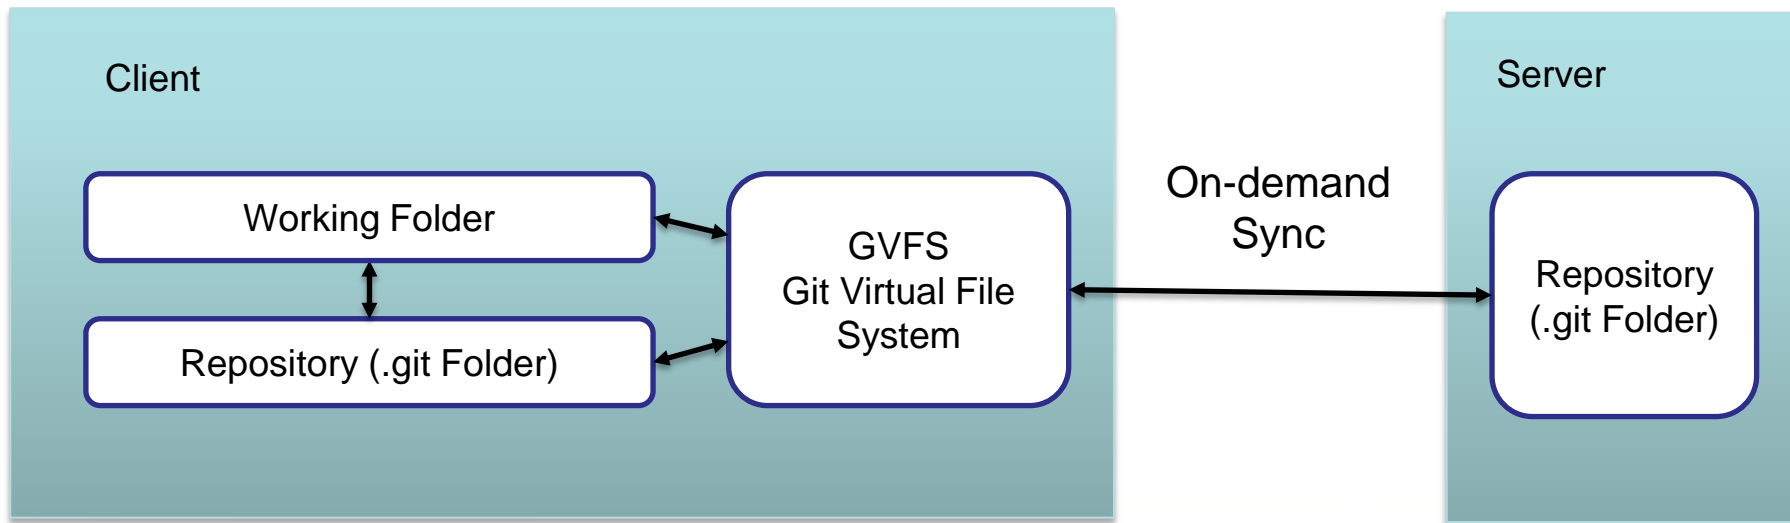 Client
Working Folder
Repository (.git Folder)
GVFS
Git Virtual File
System
On-demand
Sync
Server
Repository
(.git Folder)